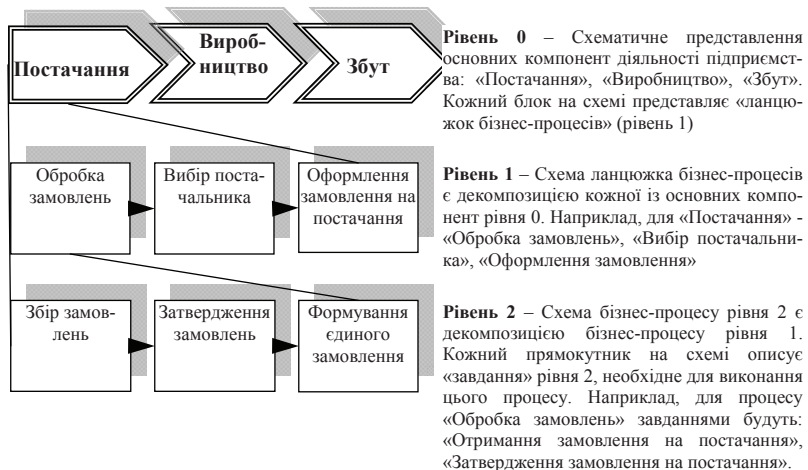 Постачання
Вироб-
ництво
Збут
Рівень 0 – Схематичне представлення
основних компонент діяльності підприємст-
ва: «Постачання», «Виробництво», «Збут».
Кожний блок на схемі представляє «ланцю-
жок бізнес-процесів» (рівень 1)
Обробка
замовлень
Вибір поста-
чальника
Оформлення
замовлення на
постачання
Рівень 1 – Схема ланцюжка бізнес-процесів
є декомпозицією кожної із основних компо-
нент рівня 0. Наприклад, для «Постачання» -
«Обробка замовлень», «Вибір постачальни-
ка», «Оформлення замовлення»
Збір замов-
лень
Затвердження
замовлень
Формування
єдиного
замовлення
Рівень 2 – Схема бізнес-процесу рівня 2 є
декомпозицією бізнес-процесу рівня 1.
Кожний прямокутник на схемі описує
«завдання» рівня 2, необхідне для виконання
цього процесу. Наприклад, для процесу
«Обробка замовлень» завданнями будуть:
«Отримання замовлення на постачання»,
«Затвердження замовлення на постачання».